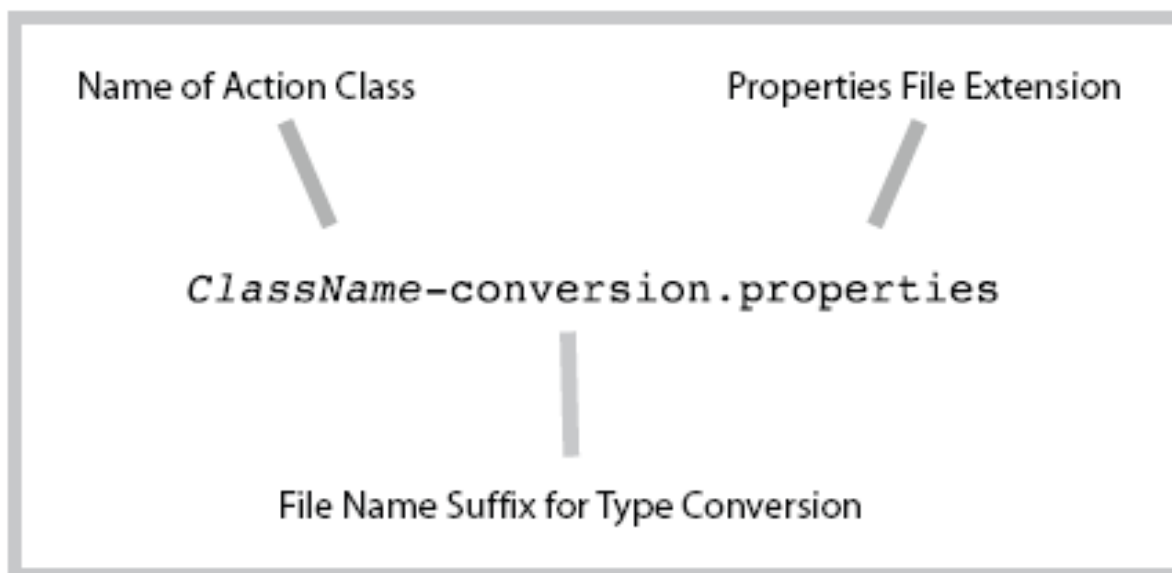 Name of Action Class
Properties File Extension
ClassName-conversion.properties
File Name Suffix for Type Conversion